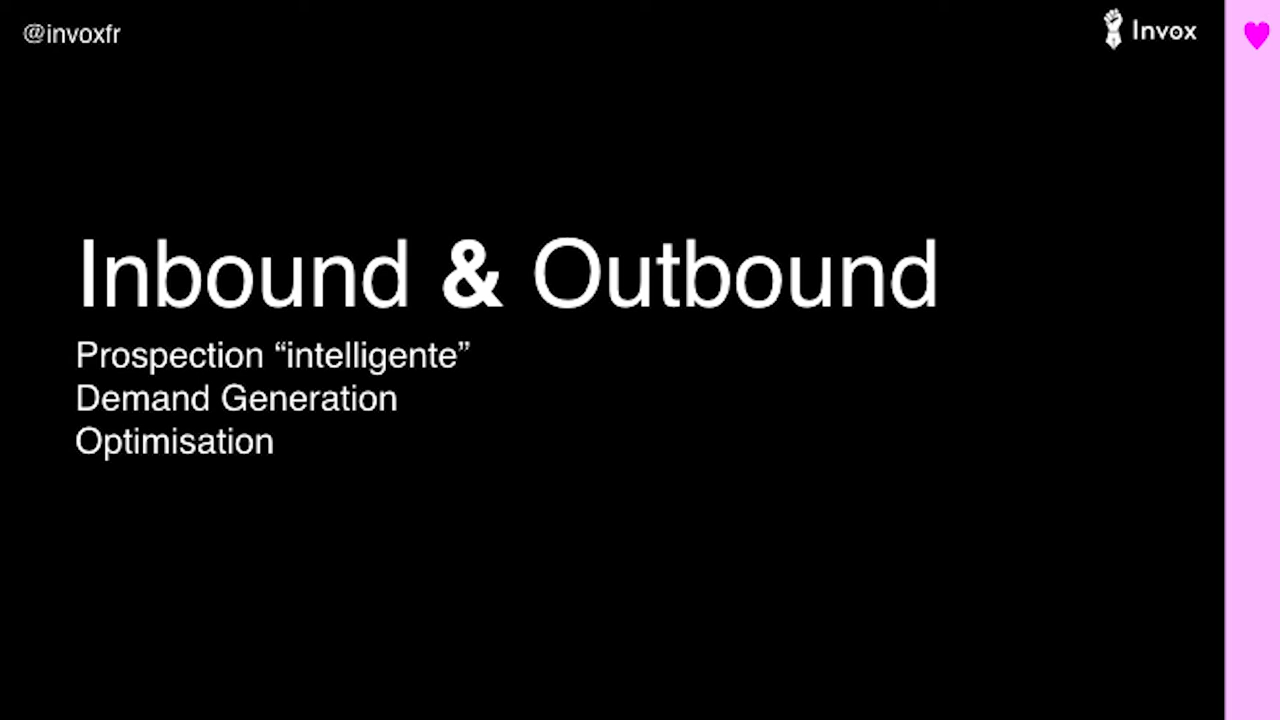 @invoxfr
Invox
Inbound & Outbound
Prospection “intelligente”
Demand Generation
Optimisation